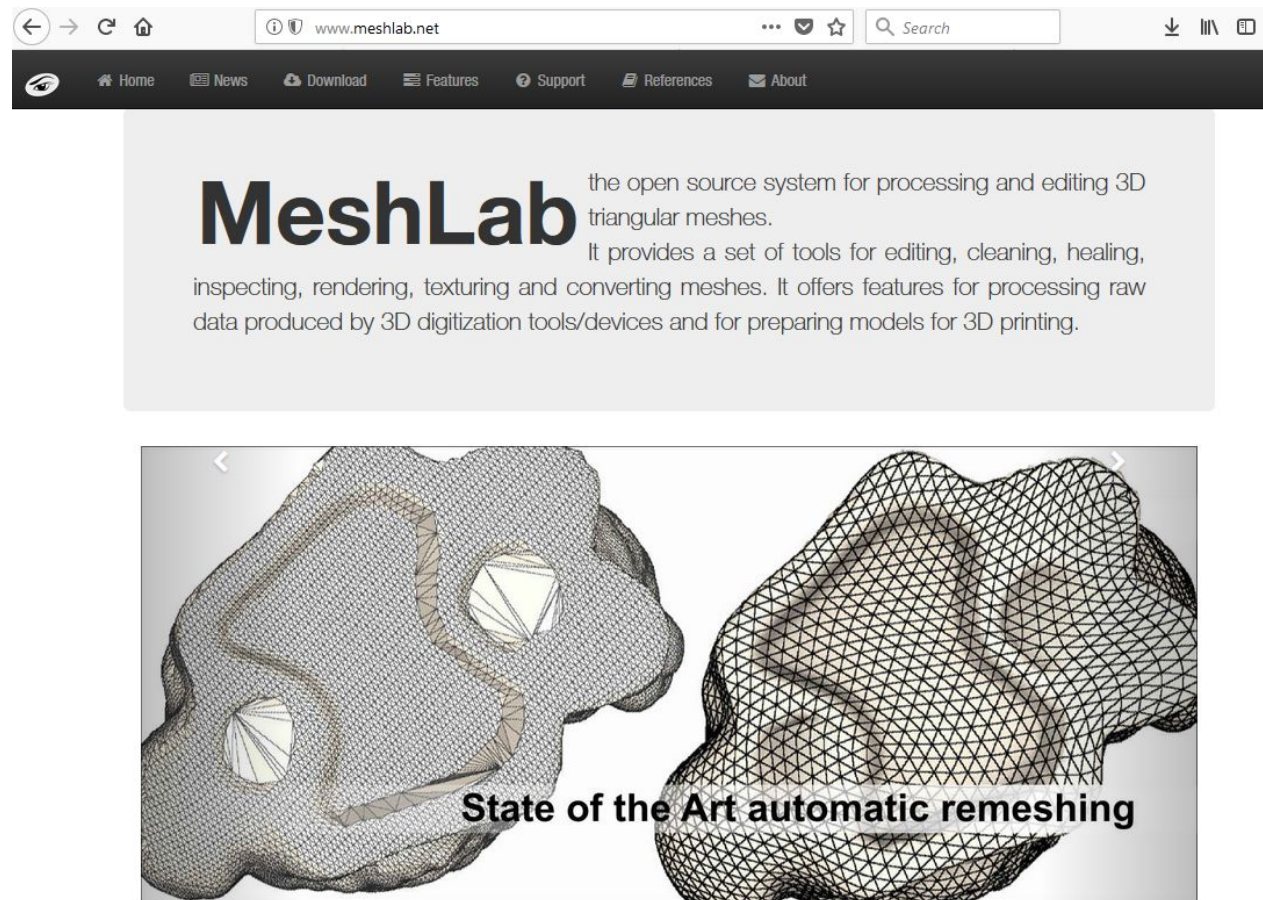 www.meshlab.net
Search
Home News Download Features Support References About
MeshLab
the open source system for processing and editing 3D
triangular meshes.
It provides a set of tools for editing, cleaning, healing,
inspecting, rendering, texturing and converting meshes. It offers features for processing raw
data produced by 3D digitization tools/devices and for preparing models for 3D printing.
State of the Art automatic remeshing